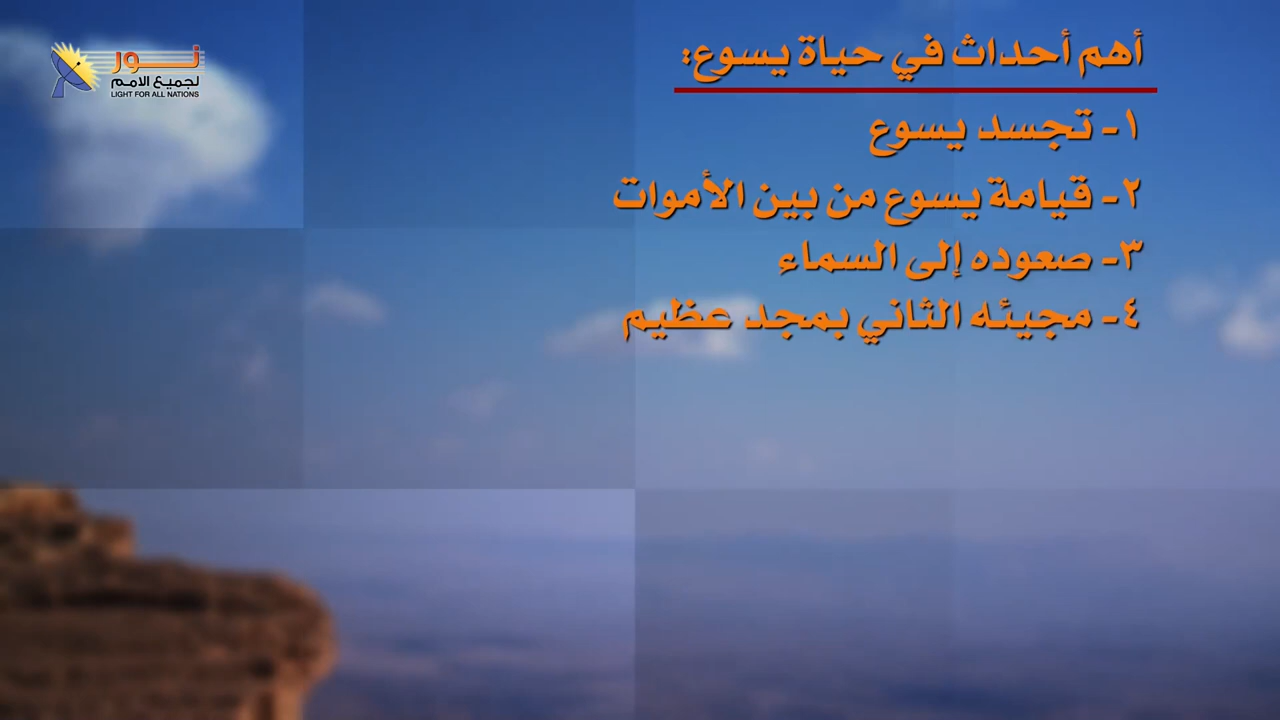 نور
لجميع الامم
LIGHT FOR ALL NATIONS
أهم أحداث في حياة يسوع:
١- تجسد يسوع
٢- قيامة يسوع من بين الأموات
٣- صعوده إلى السماء
٤- مجيئه الثاني بمجد عظيم